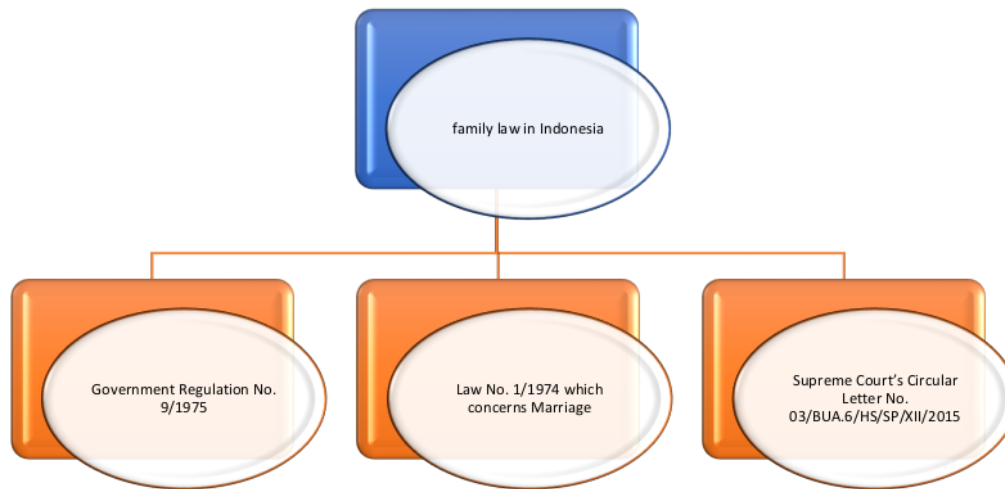 family law in Indonesia
Government Regulation No.
9/1975
Law No. 1/1974 which
concerns Marriage
Supreme Court’s Circular
Letter No.
03/BUA.6/HS/SP/XII/2015